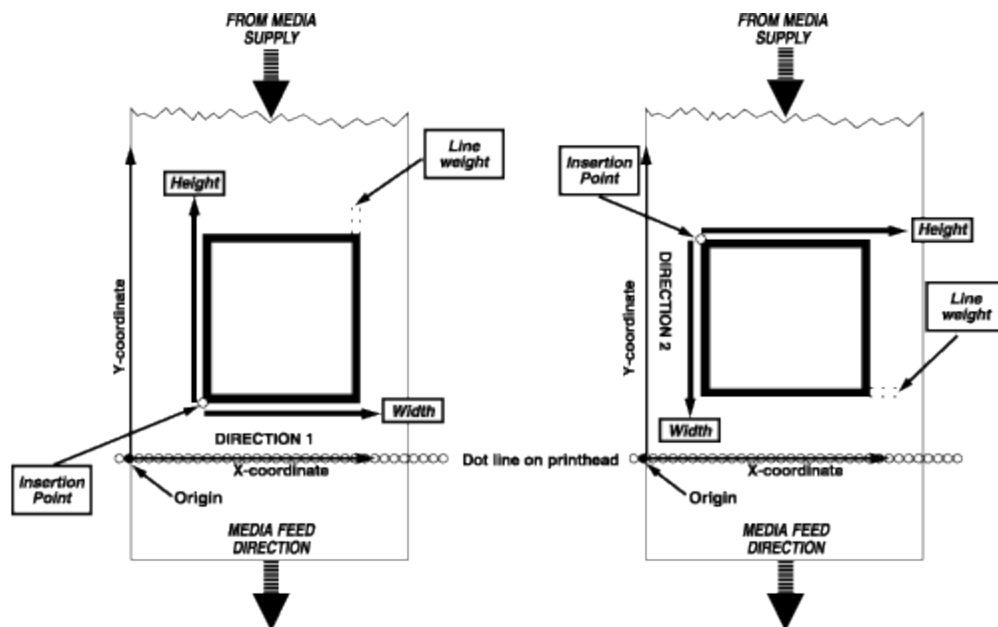 FROM MEDIA
SUPPLY
Line
weight
Height
Y-coordinate
Width
DIRECTION 1
X-coordinate
Insertion
Point
Origin
MEDIA FEED
DIRECTION
Dot line on printhead
FROM MEDIA
SUPPLY
Insertion
Point
Height
DIRECTION 2
Line
weight
Y-coordinate
Width
X-coordinate
Origin
MEDIA FEED
DIRECTION